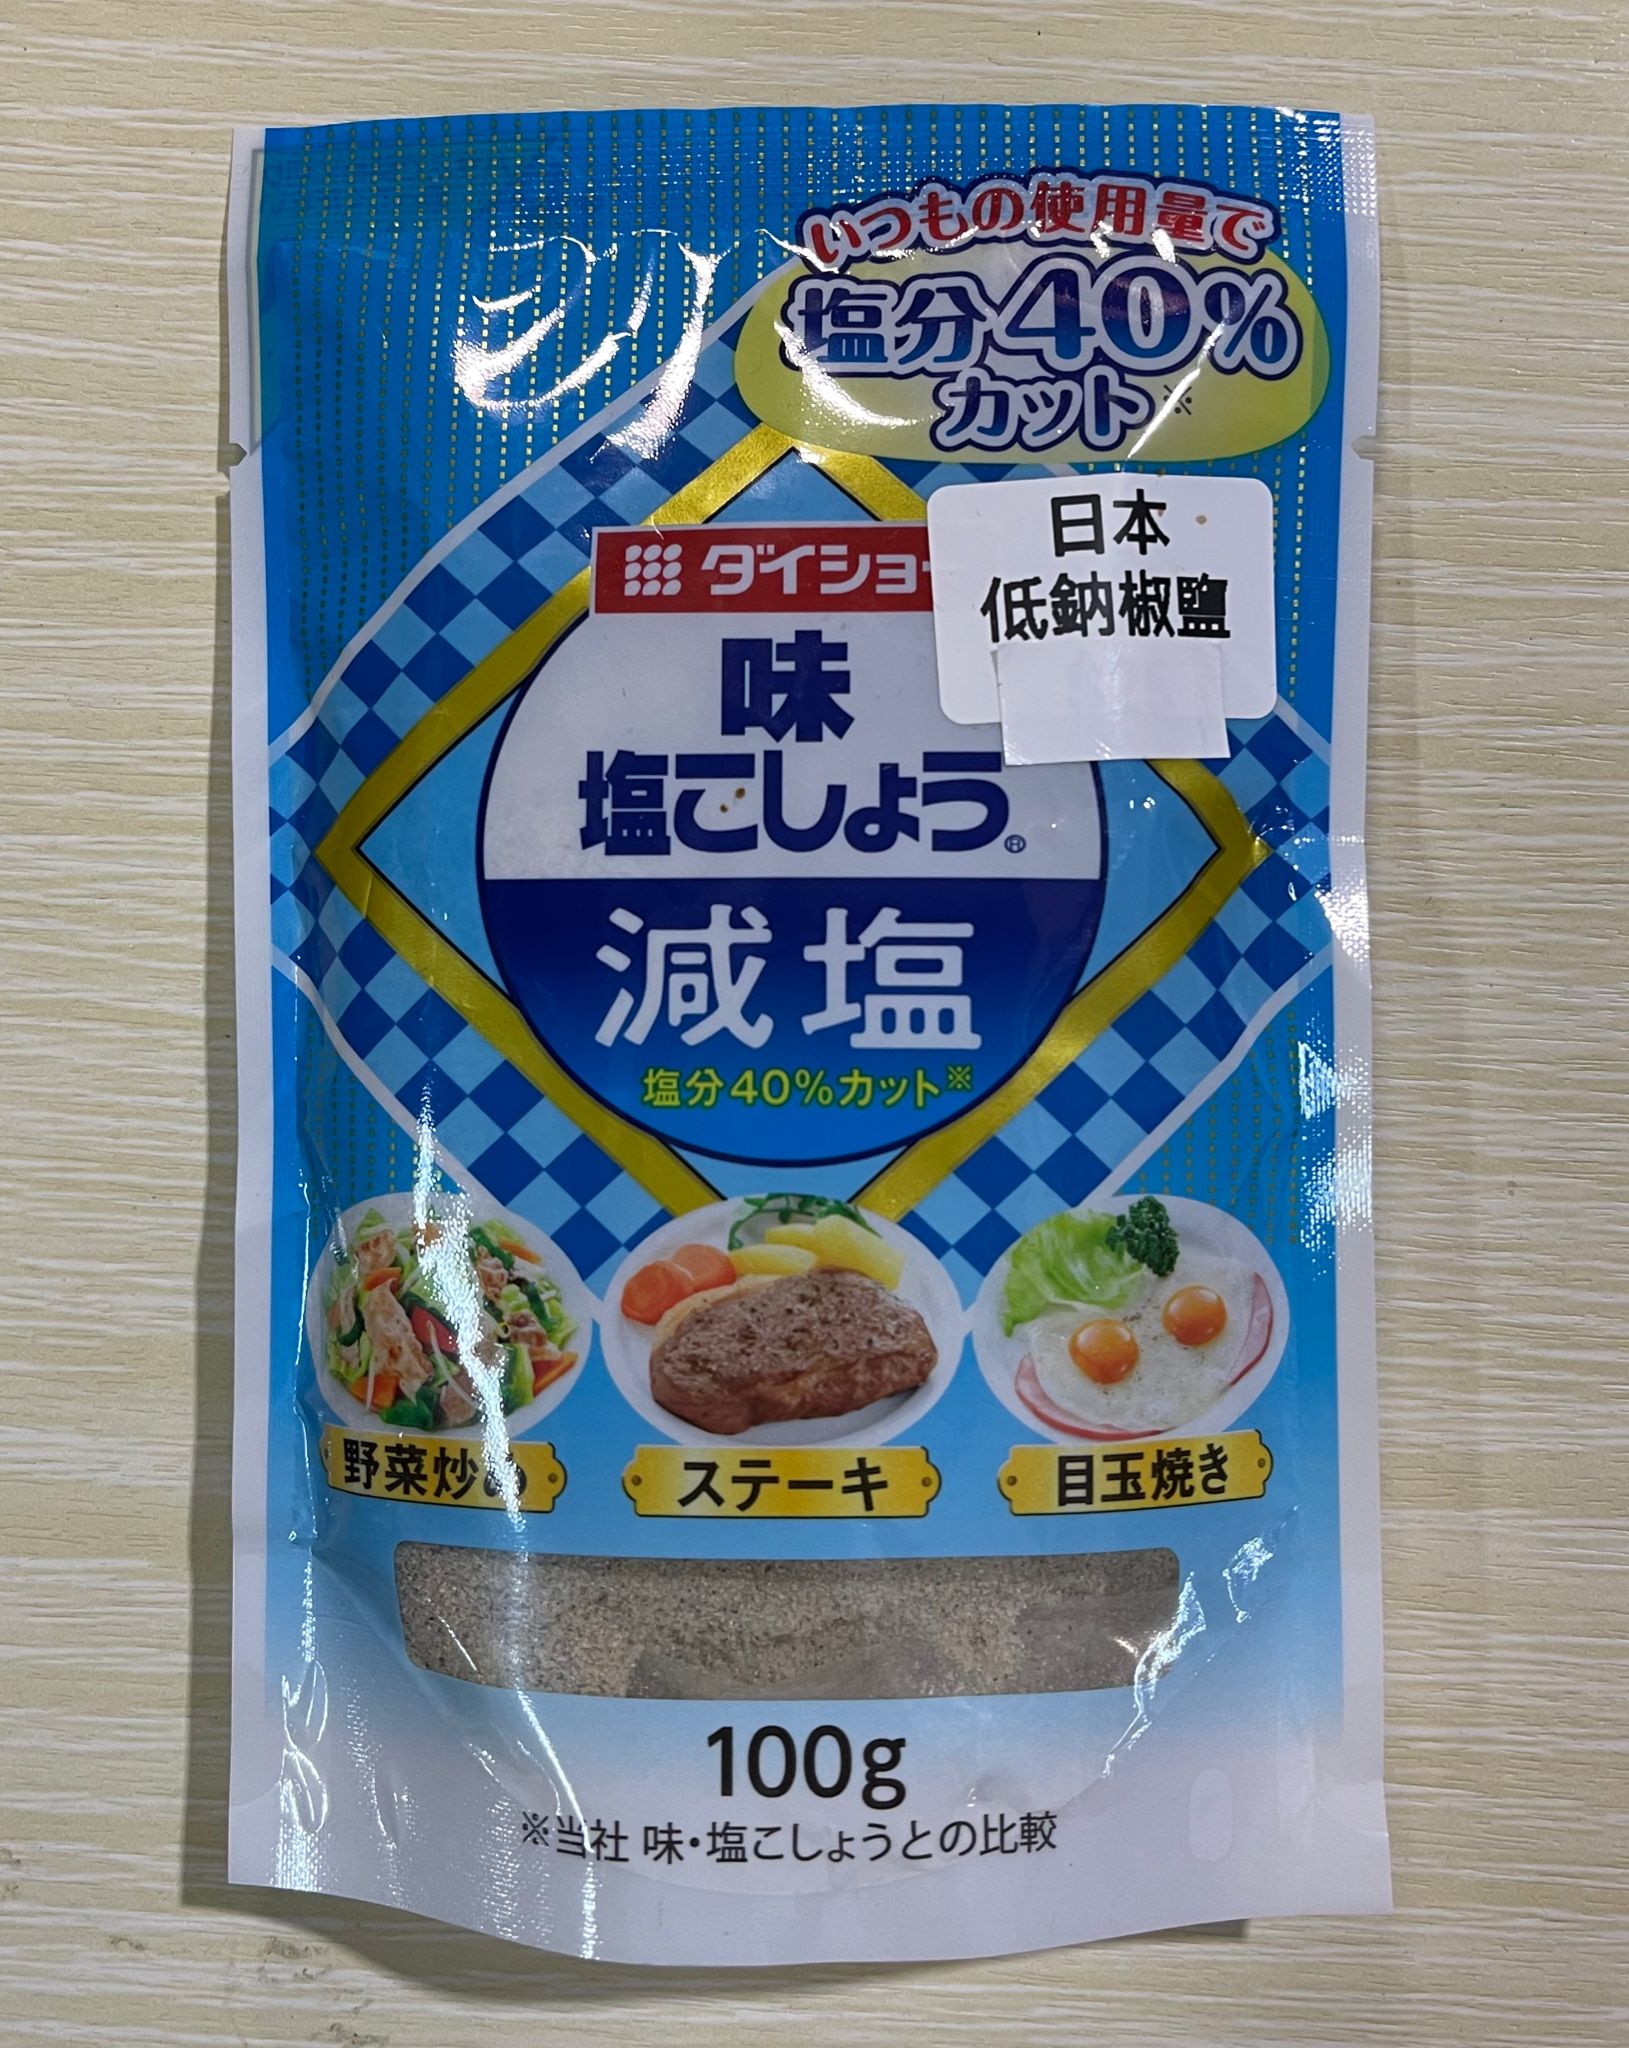 いつもの使用量で
塩分40%
カット※
日本
低鈉椒鹽
ダイショー
味
塩こしょう®
減塩
塩分40%カット※
野菜炒め
ステーキ
目玉焼き
100g
※当社 味・塩こしょうとの比較